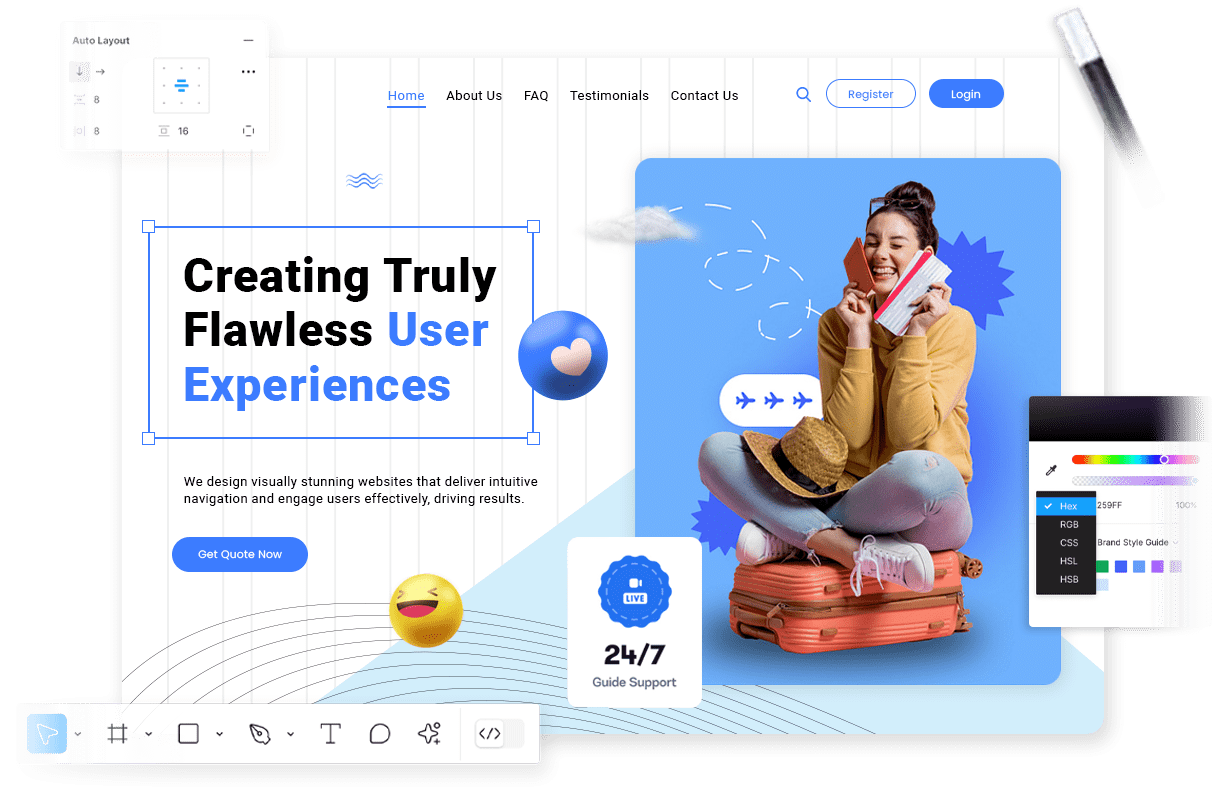 Auto Layout
8
8
16
Home
About Us
FAQ
Testimonials
Contact Us
Register
Login
Creating Truly
Flawless User
Experiences
We design visually stunning websites that deliver intuitive
navigation and engage users effectively, driving results.
Get Quote Now
LIVE
24/7
Guide Support
Hex
259FF
100%
RGB
CSS
Brand Style Guide
HSL
HSB
T